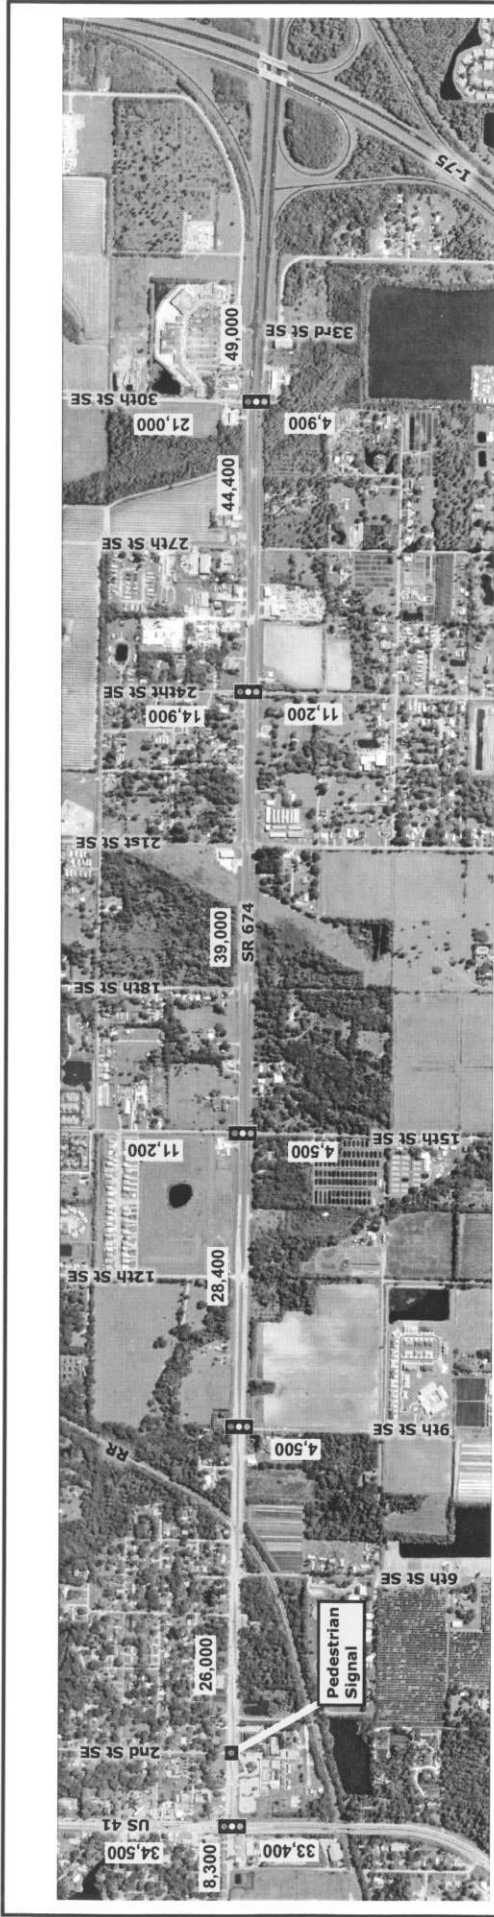 I-75
33rd St SE
49,000
30th St SE
21,000
4,900
44,400
27th St SE
24tht St SE
14,900
11,200
21st St SE
39,000
SR 674
18th St SE
15th St SE
11,200
4,500
12th St SE
28,400
9th St SE
4,500
RR
6th St SE
26,000
Pedestrian
Signal
2nd St SE
US 41
34,500
8,300*
33,400